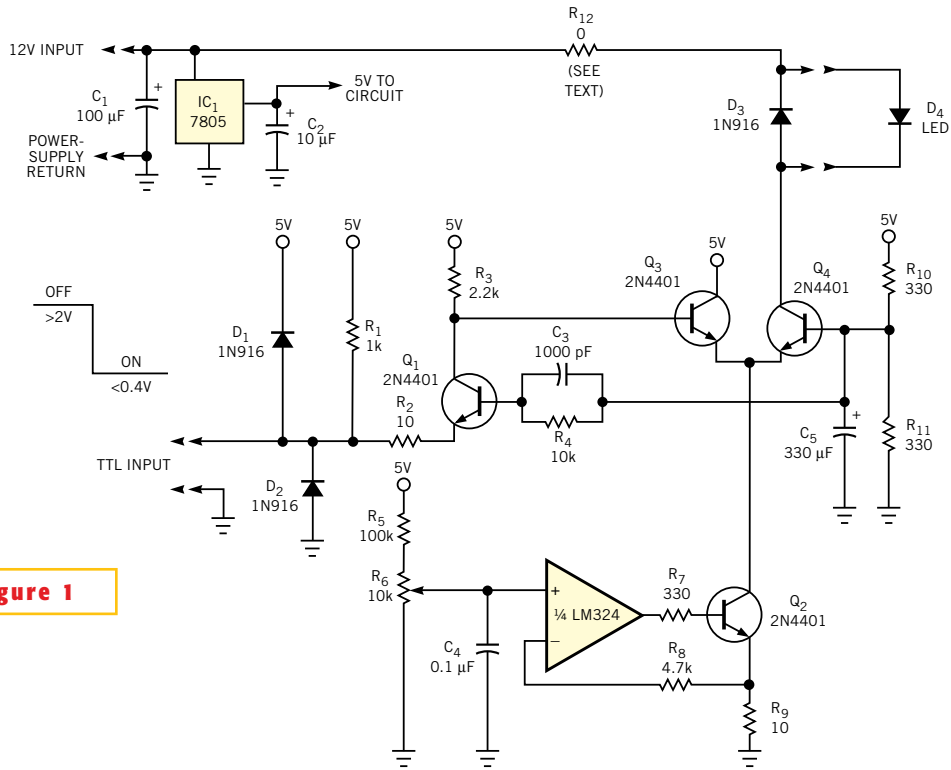 R12
0
(SEE
TEXT)
12V INPUT
C1
100 µF
+
IC1
7805
5V TO
CIRCUIT
+
C2
10 µF
POWER-
SUPPLY
RETURN
D3
1N916
D4
LED
5V
5V
5V
5V
5V
R3
2.2k
Q3
2N4401
Q4
2N4401
R10
330
OFF
>2V
ON
<0.4V
D1
1N916
R1
1k
Q1
2N4401
R2
10
C3
1000 pF
R4
10k
C5
330 µF
+
R11
330
TTL INPUT
D2
1N916
5V
R5
100k
R6
10k
C4
0.1 µF
+
¼ LM324
–
R7
330
Q2
2N4401
R8
4.7k
R9
10
gure 1